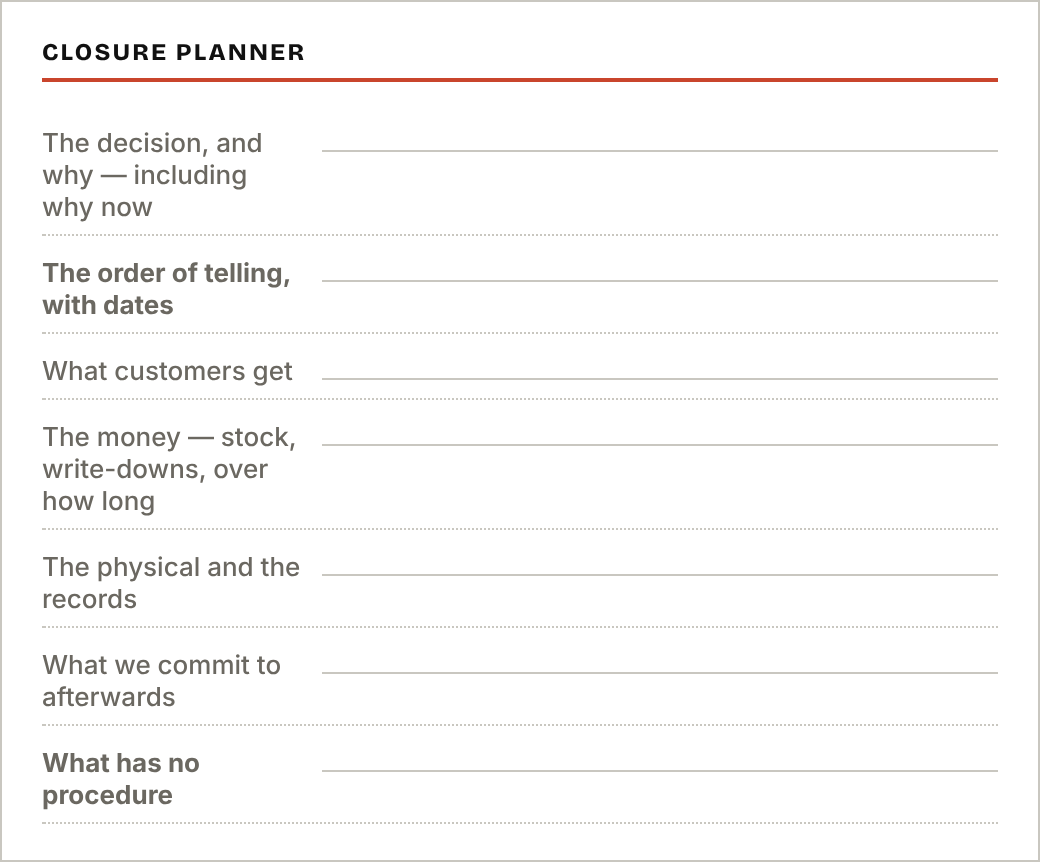 CLOSURE PLANNER
The decision, and
why — including
why now
The order of telling,
with dates
What customers get
The money — stock,
write-downs, over
how long
The physical and the
records
What we commit to
afterwards
What has no
procedure